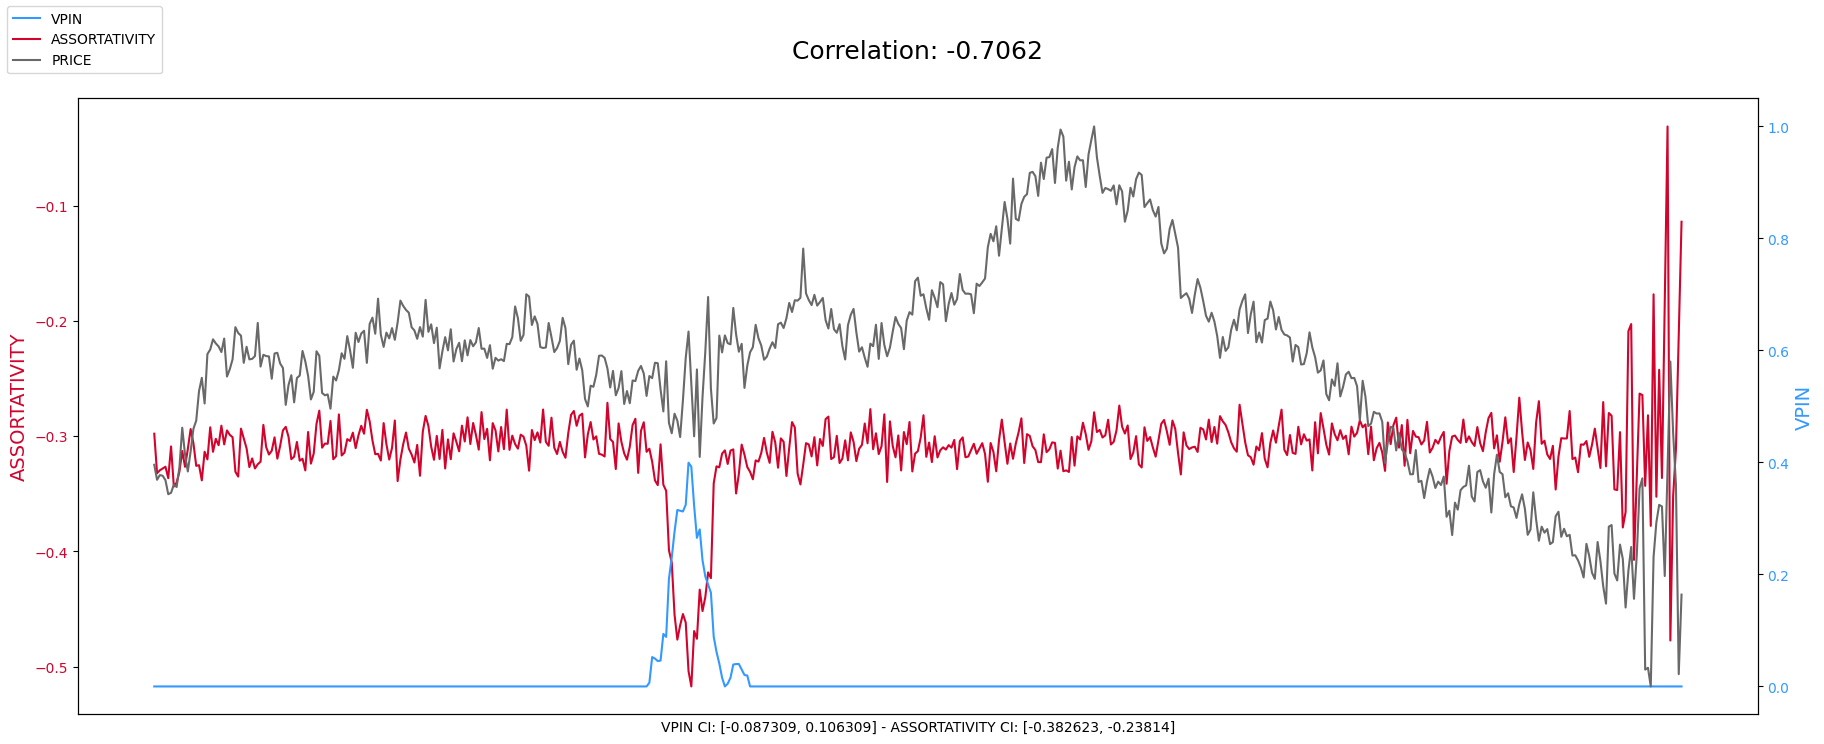 VPIN
ASSORTATIVITY
PRICE
Correlation: -0.7062
ASSORTATIVITY
−0.1
−0.2
−0.3
−0.4
−0.5
1.0
0.8
0.6
0.4
0.2
0.0
VPIN
VPIN CI: [-0.087309, 0.106309] - ASSORTATIVITY CI: [-0.382623, -0.23814]